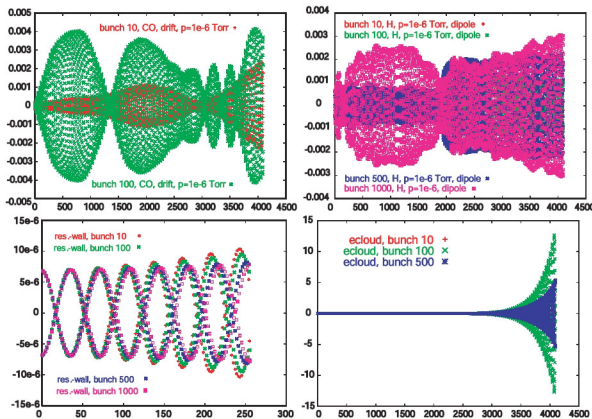 0.005
0.004
0.003
0.002
0.001
0
-0.001
-0.002
-0.003
-0.004
-0.005
bunch 10, CO, drift, p=1e-6 Torr
bunch 100, CO, drift, p=1e-6 Torr
0 500 1000 1500 2000 2500 3000 3500 4000 4500
0.004
0.003
0.002
0.001
0
-0.001
-0.002
-0.003
-0.004
bunch 10, H, p=1e-6 Torr, dipole
bunch 100, H, p=1e-6 Torr, dipole
bunch 500, H, p=1e-6 Torr, dipole
bunch 1000, H, p=1e-6, dipole
0 500 1000 1500 2000 2500 3000 3500 4000 4500
15e-6
10e-6
5e-6
0
-5e-6
-10e-6
-15e-6
res.-wall, bunch 10
res.-wall, bunch 100
res.-wall, bunch 500
res.-wall, bunch 1000
0 50 100 150 200 250 300
15
10
5
0
-5
-10
-15
ecloud, bunch 10
ecloud, bunch 100
ecloud, bunch 500
0 500 1000 1500 2000 2500 3000 3500 4000 4500